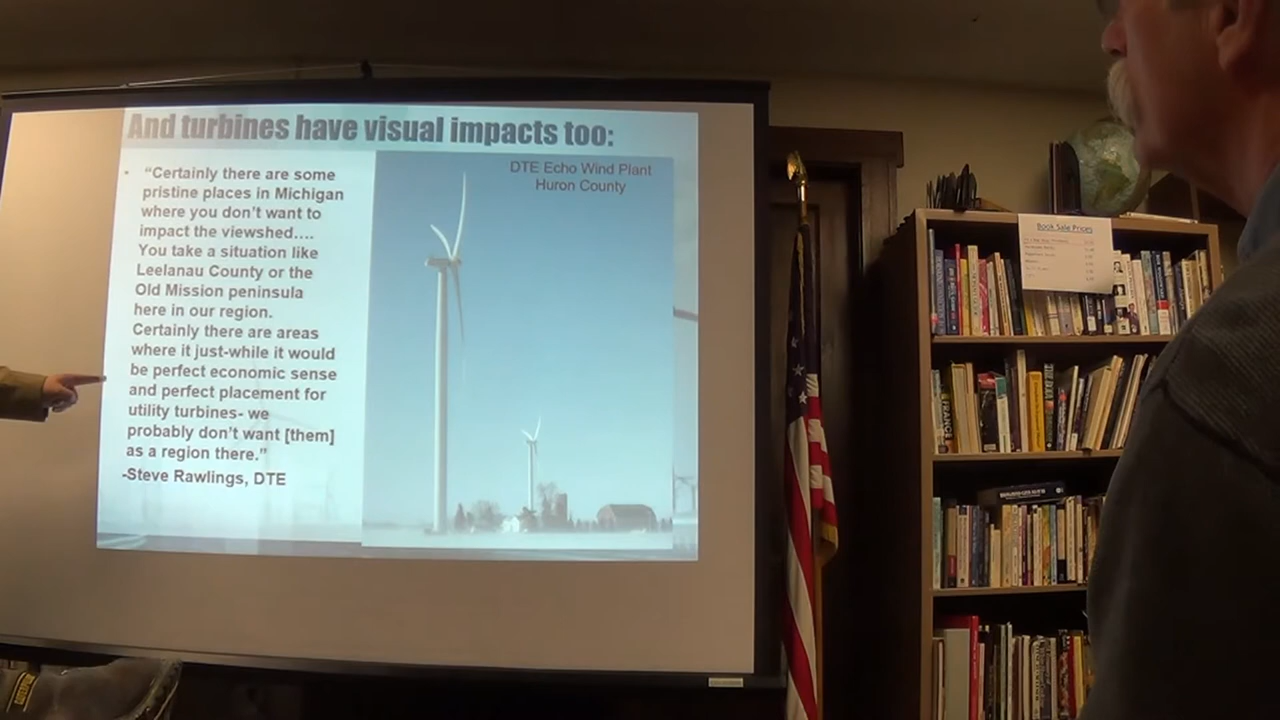 And turbines have visual impacts too:
DTE Echo Wind Plant
Huron County
"Certainly there are some
pristine places in Michigan
where you don't want to
impact the viewshed….
You take a situation like
Leelanau County or the
Old Mission peninsula
here in our region.
Certainly there are areas
where it just-while it would
be perfect economic sense
and perfect placement for
utility turbines- we
probably don't want [them]
as a region there."
-Steve Rawlings, DTE
Book Sale Prices